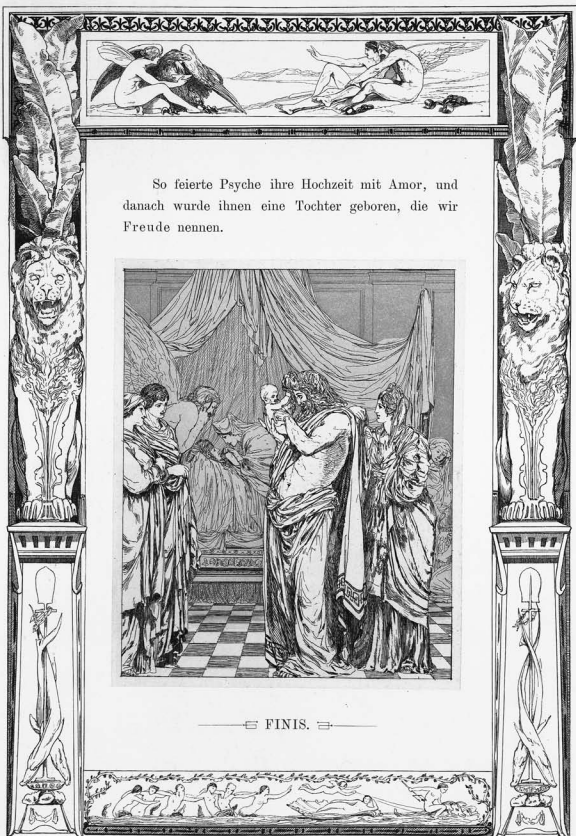 So feierte Psyche ihre Hochzeit mit Amor, und
danach wurde ihnen eine Tochter geboren, die wir
Freude nennen.
FINIS.